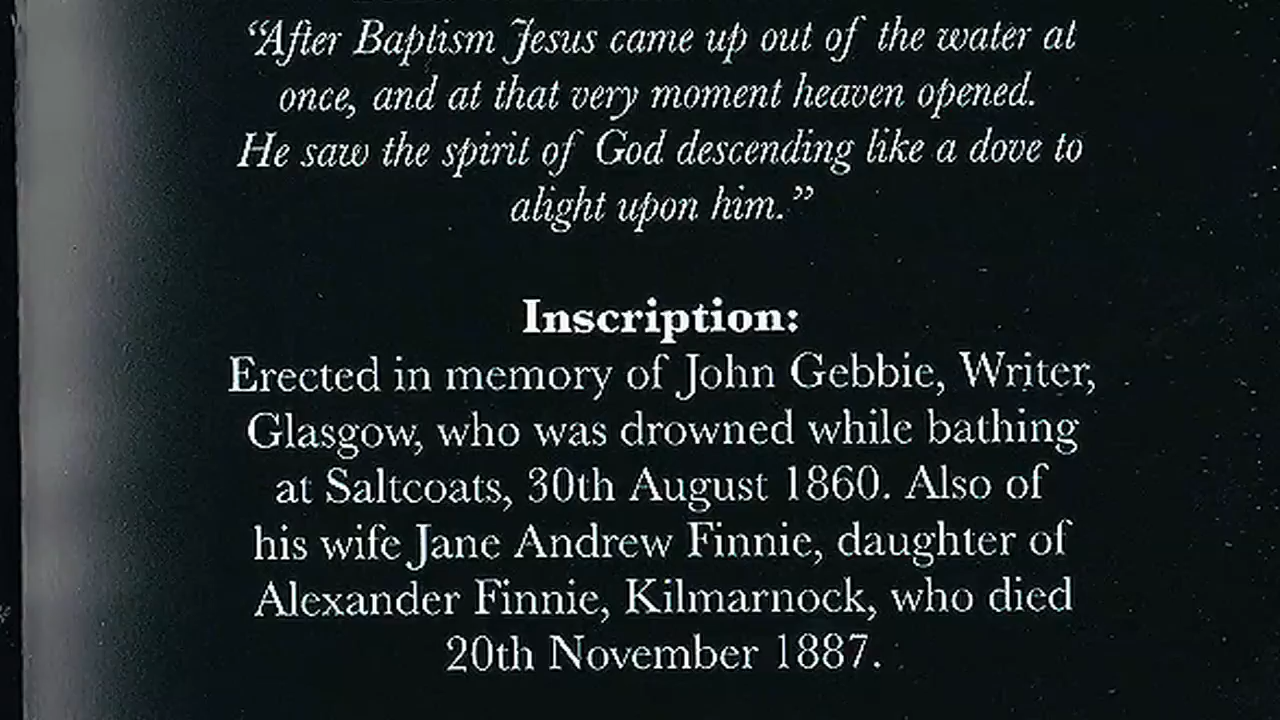 “After Baptism Jesus came up out of the water at
once, and at that very moment heaven opened.
He saw the spirit of God descending like a dove to
alight upon him.”
Inscription:
Erected in memory of John Gebbie, Writer,
Glasgow, who was drowned while bathing
at Saltcoats, 30th August 1860. Also of
his wife Jane Andrew Finnie, daughter of
Alexander Finnie, Kilmarnock, who died
20th November 1887.